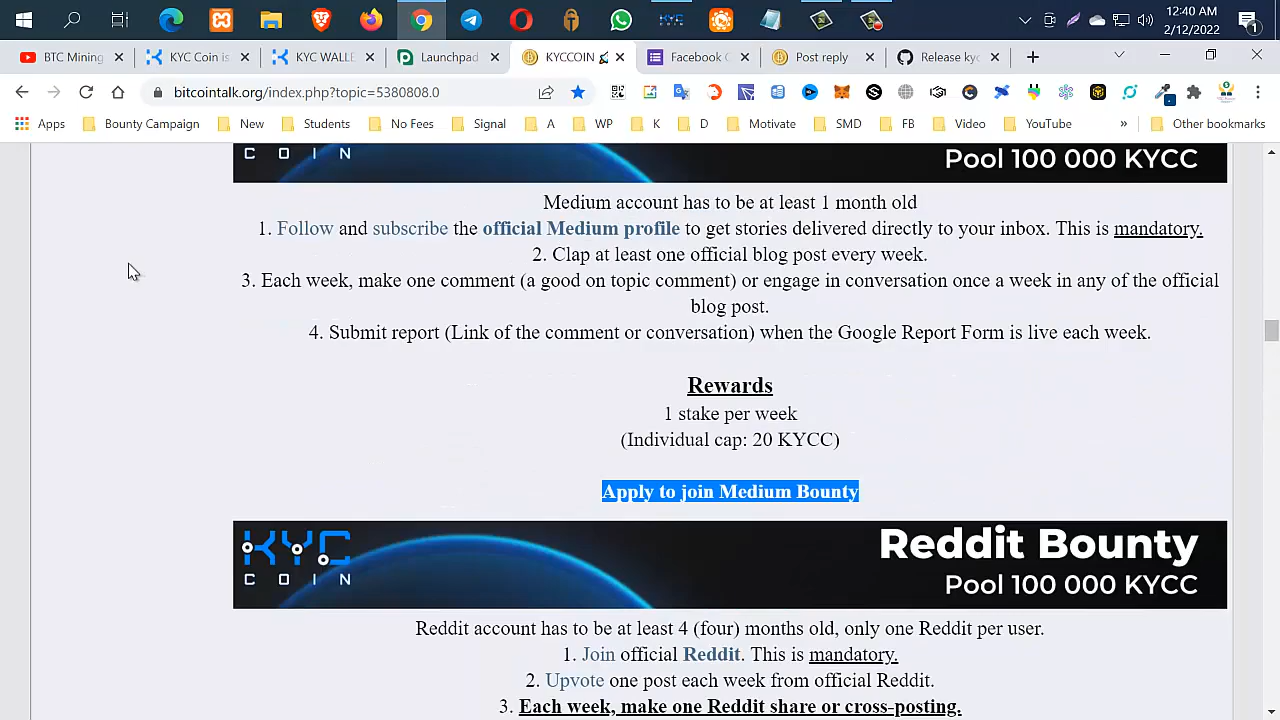 12:40 AM
2/12/2022
1
BTC Mining
KYC Coin is
KYC WALLE
Launchpad
KYCCOIN
Facebook C
Post reply
Release kyc
bitcointalk.org/index.php?topic=5380808.0
Apps
Bounty Campaign
New
Students
No Fees
Signal
A
WP
K
D
Motivate
SMD
FB
Video
YouTube
»
Other bookmarks
COIN
Pool 100 000 KYCC
Medium account has to be at least 1 month old
1. Follow and subscribe the official Medium profile to get stories delivered directly to your inbox. This is mandatory.
2. Clap at least one official blog post every week.
3. Each week, make one comment (a good on topic comment) or engage in conversation once a week in any of the official
blog post.
4. Submit report (Link of the comment or conversation) when the Google Report Form is live each week.
Rewards
1 stake per week
(Individual cap: 20 KYCC)
Apply to join Medium Bounty
KYC
COIN
Reddit Bounty
Pool 100 000 KYCC
Reddit account has to be at least 4 (four) months old, only one Reddit per user.
1. Join official Reddit. This is mandatory.
2. Upvote one post each week from official Reddit.
3. Each week, make one Reddit share or cross-posting.